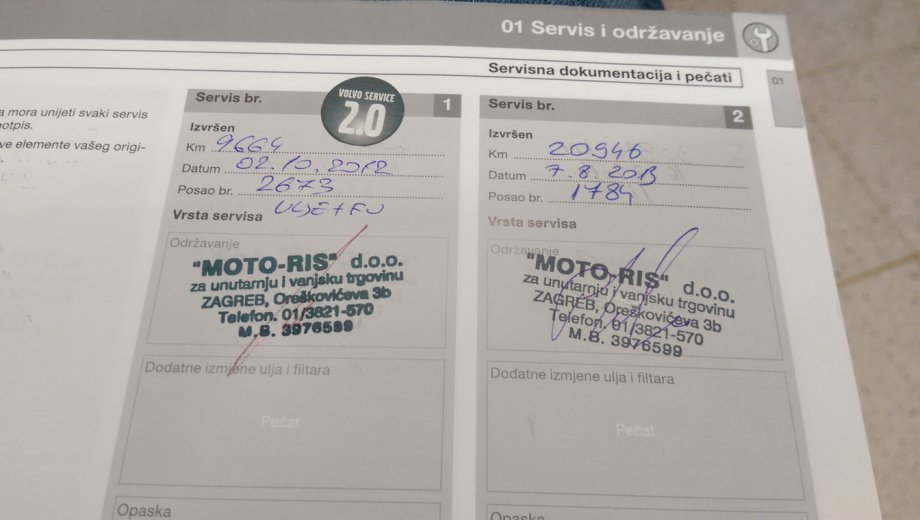 01 Servis i održavanje
Servisna dokumentacija i pečati
01
a mora unijeti svaki servis
otpis.
ve elemente vašeg origi-
Servis br.
VOLVO SERVICE
2.0
1
Izvršen
Km 9664
Datum 02.10.2012
Posao br. 2673
Vrsta servisa ULJE+FU
Održavanje
"MOTO-RIS" d.o.o.
za unutarnju i vanjsku trgovinu
ZAGREB, Oreškovićeva 3b
Telefon. 01/3821-570
M.B. 3976599
Dodatne izmjene ulja i filtara
Pečat
Opaska
Servis br.
2
Izvršen
Km 20946
Datum 7.8 2013
Posao br. 1784
Vrsta servisa
Održavanje
"MOTO-RIS" d.o.o.
za unutarnju i vanjsku trgovinu
ZAGREB, Oreškovićeva 3b
Telefon. 01/3821-570
M.B. 3976599
Dodatne izmjene ulja i filtara
Pečat
Opaska